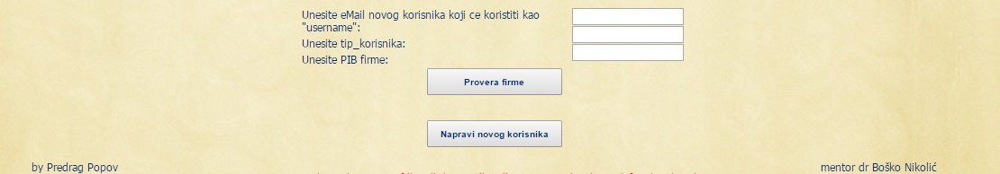 Unesite eMail novog korisnika koji ce koristiti kao
"username":
Unesite tip_korisnika:
Unesite PIB firme:
Provera firme
Napravi novog korisnika
by Predrag Popov
mentor dr Boško Nikolić